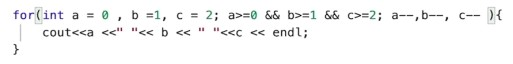 for(int a = 0 , b =1, c = 2; a>=0 && b>=1 && c>=2; a--,b--, c-- ){
cout<<a <<" "<< b << " "<<c << endl;
}